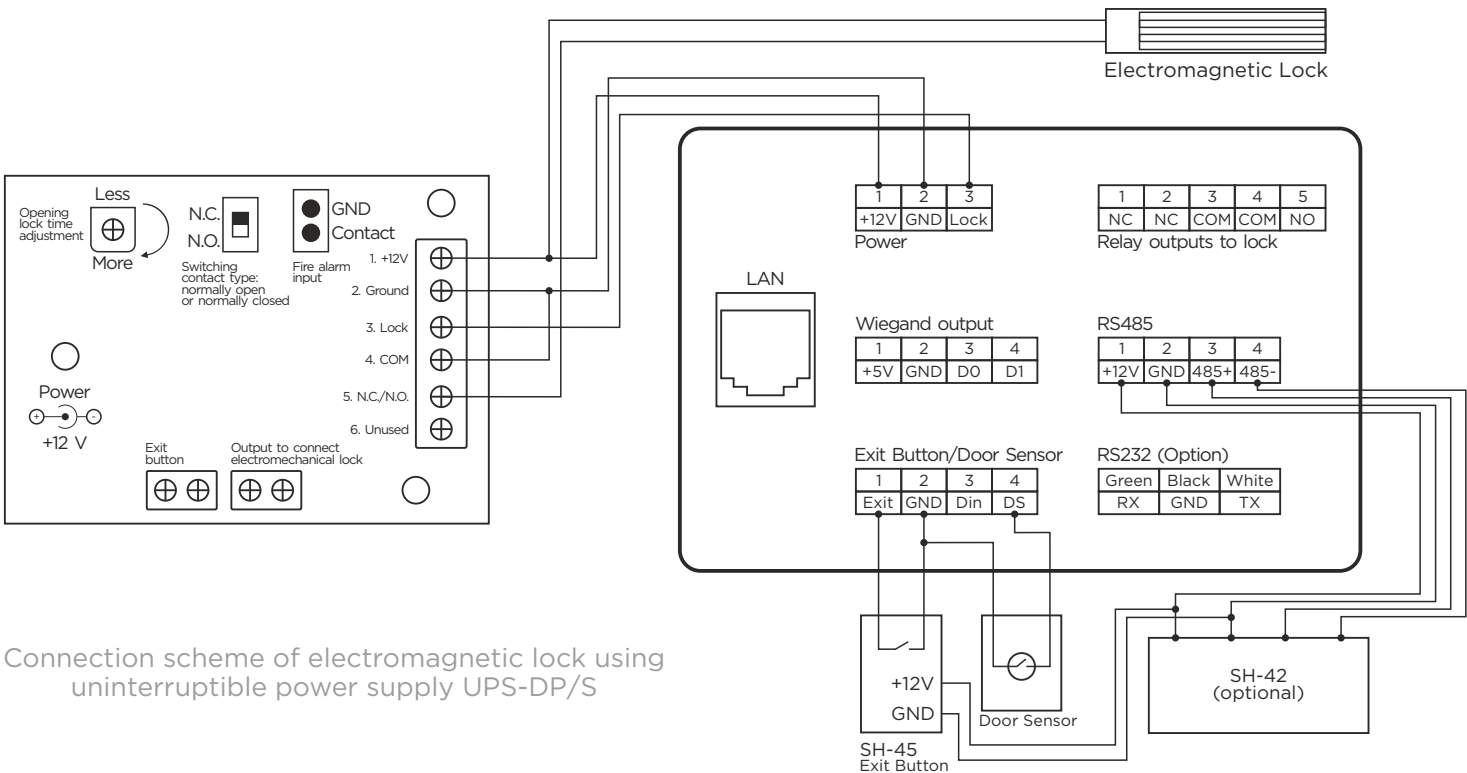 Electromagnetic Lock
Less
Opening
lock time
adjustment
More
N.C.
N.O.
Switching
contact type:
normally open
or normally closed
GND
Contact
Fire alarm
input
1. +12V
2. Ground
3. Lock
4. COM
5. N.C./N.O.
6. Unused
Power
+ -
+12 V
Exit
button
Output to connect
electromechanical lock
1 2 3
+12V GND Lock
Power
1 2 3 4 5
NC NC COM COM NO
Relay outputs to lock
LAN
Wiegand output
1 2 3 4
+5V GND D0 D1
RS485
1 2 3 4
+12V GND 485+ 485-
Exit Button/Door Sensor
1 2 3 4
Exit GND Din DS
RS232 (Option)
Green Black White
RX GND TX
+12V
GND
SH-45
Exit Button
Door Sensor
SH-42
(optional)
Connection scheme of electromagnetic lock using
uninterruptible power supply UPS-DP/S